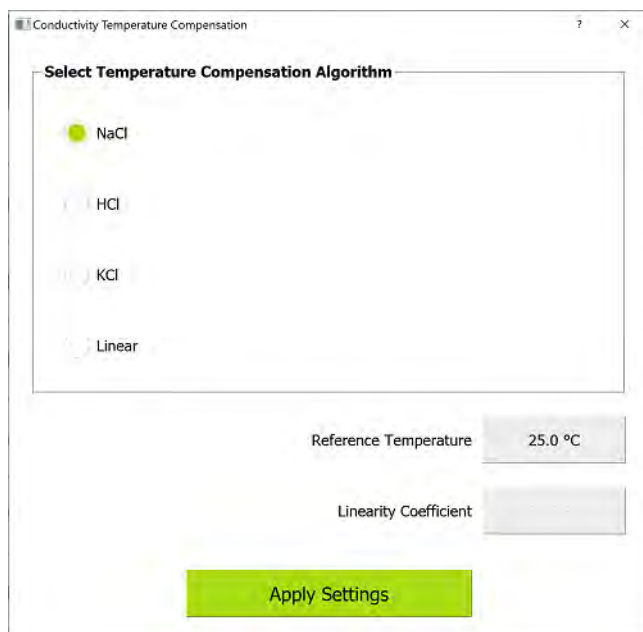 Conductivity Temperature Compensation ? ×
Select Temperature Compensation Algorithm
NaCl
HCl
KCl
Linear
Reference Temperature 25.0 ºC
Linearity Coefficient
Apply Settings